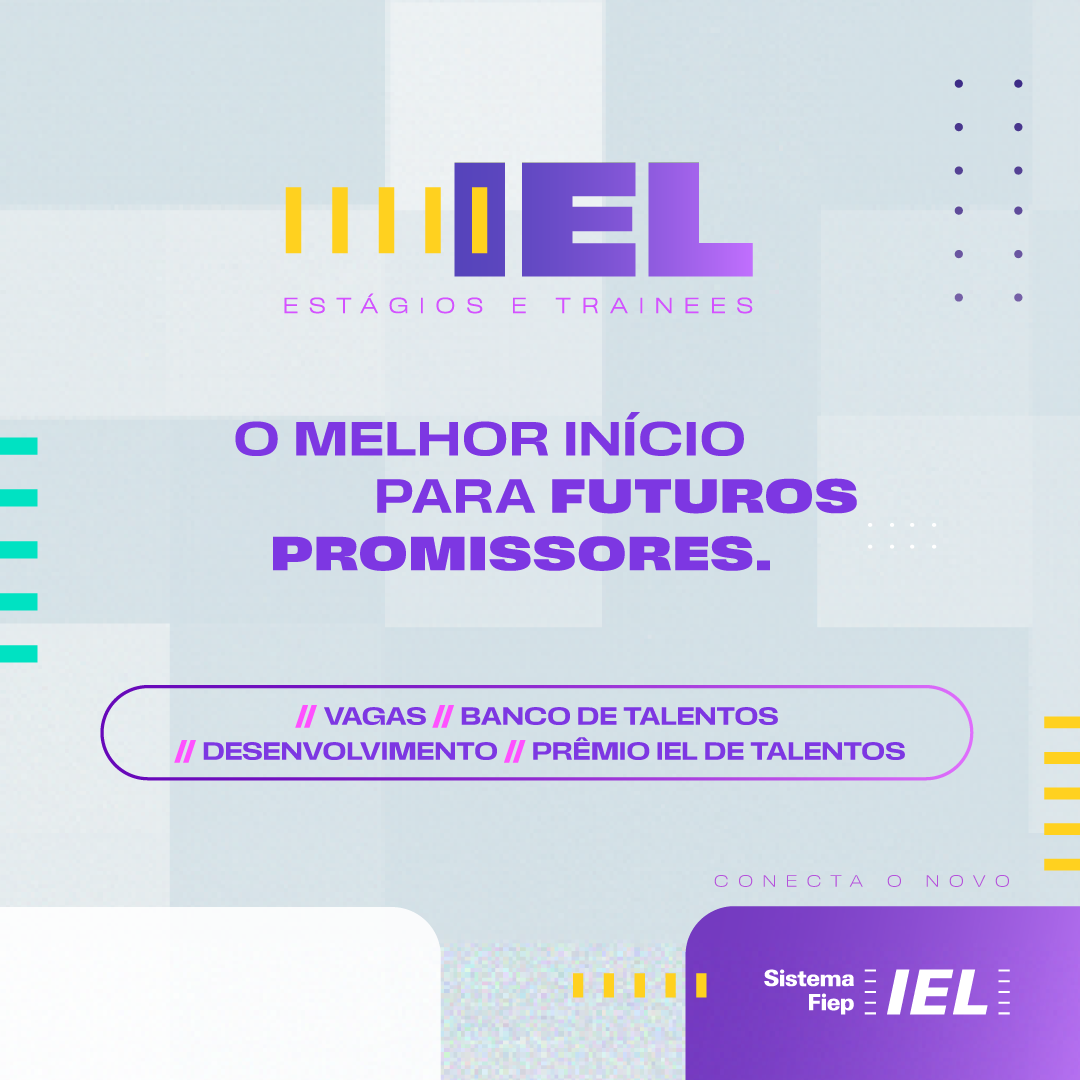 IEL
ESTÁGIOS E TRAINEES
O MELHOR INÍCIO
PARA FUTUROS
PROMISSORES.
// VAGAS // BANCO DE TALENTOS
// DESENVOLVIMENTO // PRÊMIO IEL DE TALENTOS
CONECTA O NOVO
Sistema
Fiep
IEL